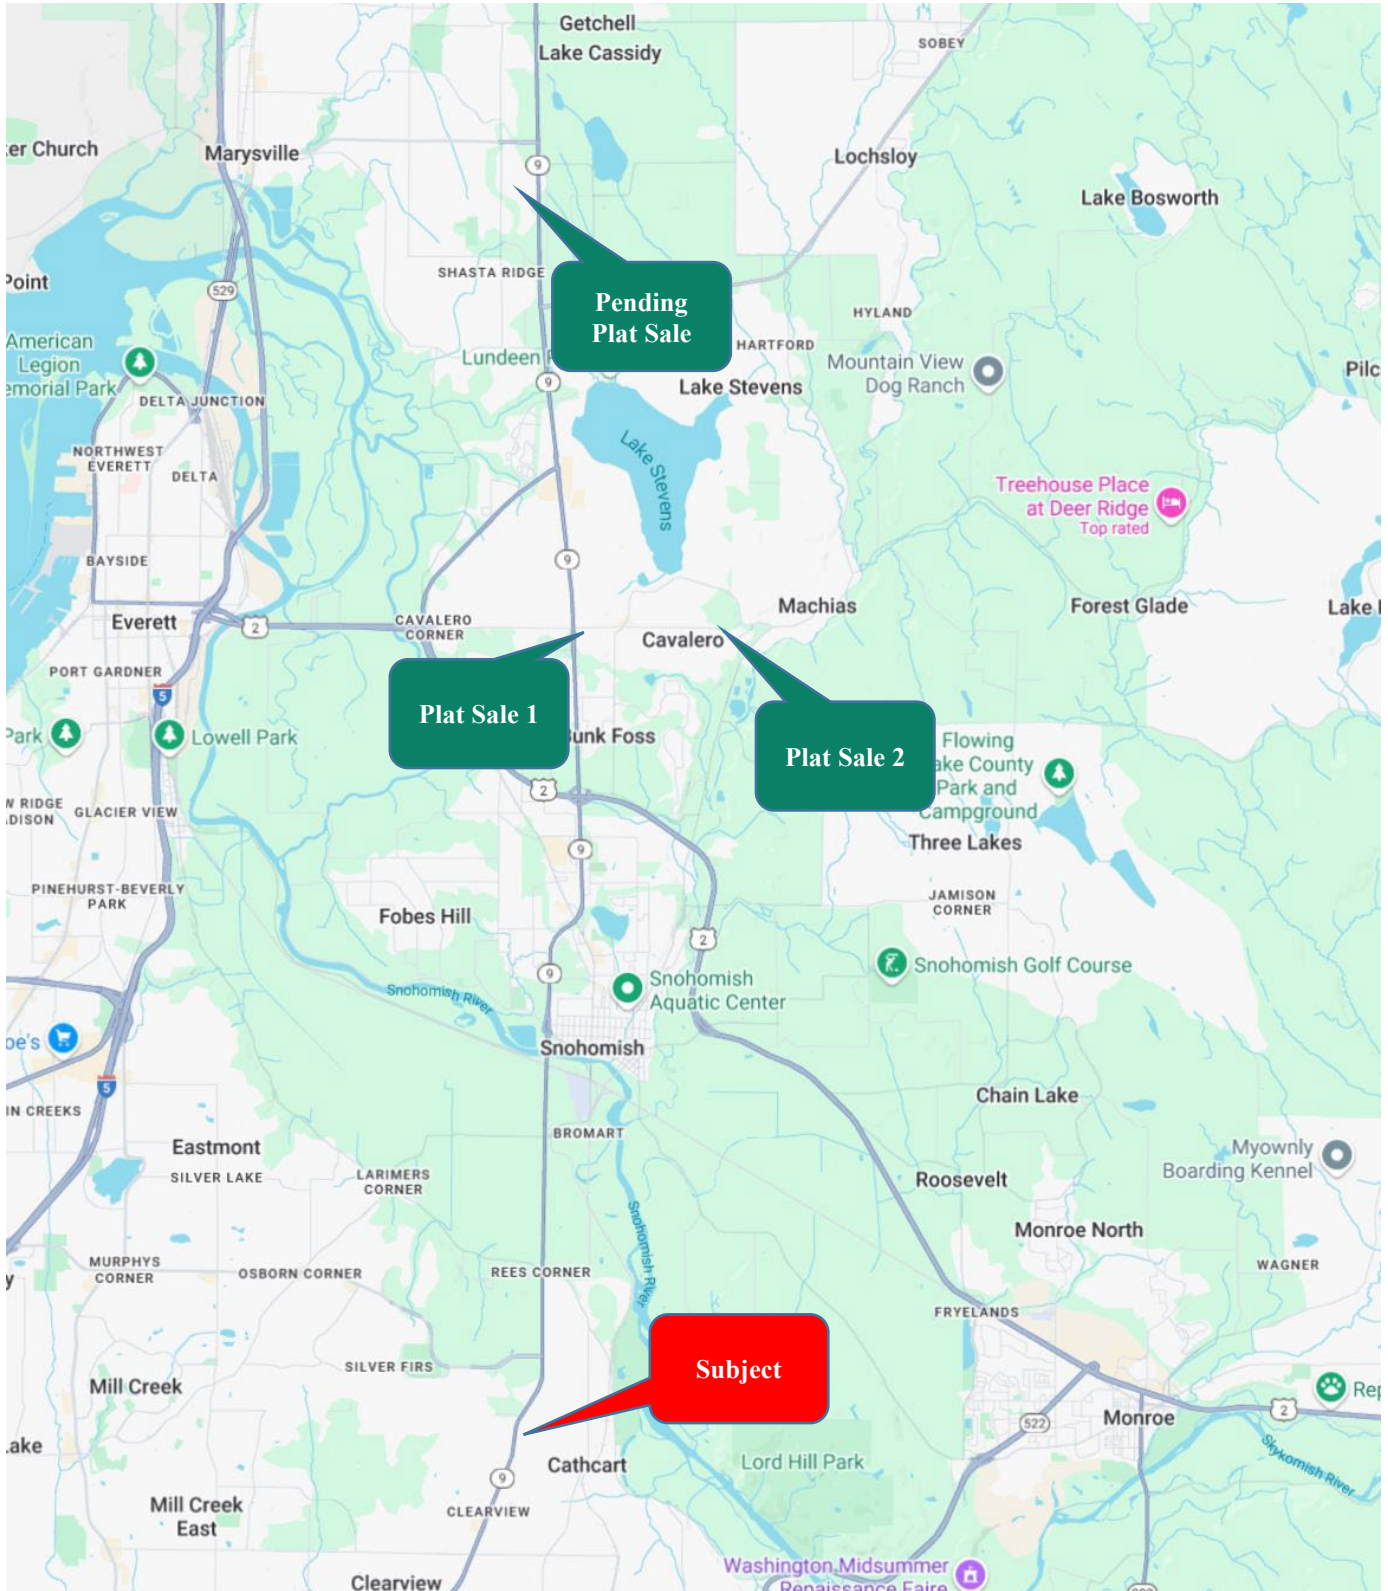 Getchell
Lake Cassidy
SOBEY
er Church
Marysville
9
Lochsloy
Lake Bosworth
Point
SHASTA RIDGE
529
Pending
Plat Sale
HYLAND
American
Legion
emorial Park
DELTA JUNCTION
Lundeen
HARTFORD
Mountain View
Dog Ranch
Pilc
9
Lake Stevens
NORTHWEST
EVERETT
DELTA
Lake Stevens
Treehouse Place
at Deer Ridge
Top rated
BAYSIDE
9
Everett
2
CAVALERO
CORNER
Machias
Forest Glade
Lake
Cavalero
PORT GARDNER
5
Plat Sale 1
Park
Lowell Park
unk Foss
Plat Sale 2
Flowing
ake County
Park and
Campground
2
W RIDGE
DISON
GLACIER VIEW
Three Lakes
9
PINEHURST-BEVERLY
PARK
JAMISON
CORNER
Fobes Hill
2
Snohomish Golf Course
9
Snohomish
Aquatic Center
Snohomish River
oe's
Snohomish
5
Chain Lake
IN CREEKS
BROMART
Eastmont
SILVER LAKE
LARIMERS
CORNER
Myownly
Boarding Kennel
Roosevelt
Snohomish River
Monroe North
MURPHYS
CORNER
OSBORN CORNER
REES CORNER
WAGNER
y
FRYELANDS
SILVER FIRS
Subject
Mill Creek
Rep
2
522
Monroe
ake
Cathcart
Lord Hill Park
Skykomish River
9
Mill Creek
East
CLEARVIEW
Washington Midsummer
Renaissance Faire
Clearview